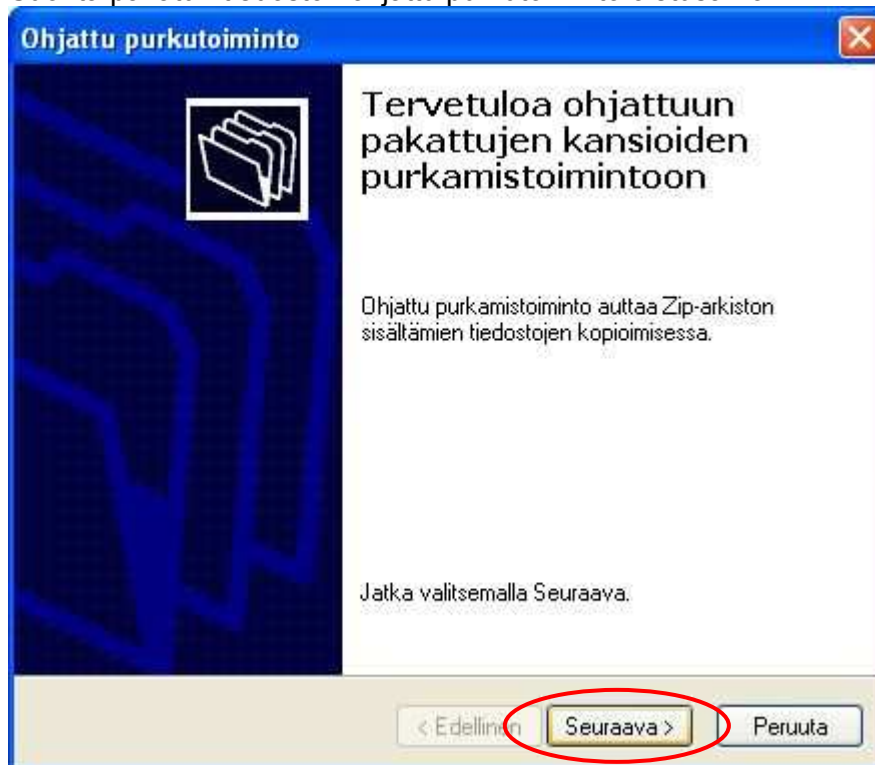 Ohjattu purkutoiminto
Tervetuloa ohjattuun
pakattujen kansioiden
purkamistoimintoon
Ohjattu purkamistoiminto auttaa Zip-arkiston
sisältämien tiedostojen kopioimisessa.
Jatka valitsemalla Seuraava.
< Edellinen Seuraava > Peruuta